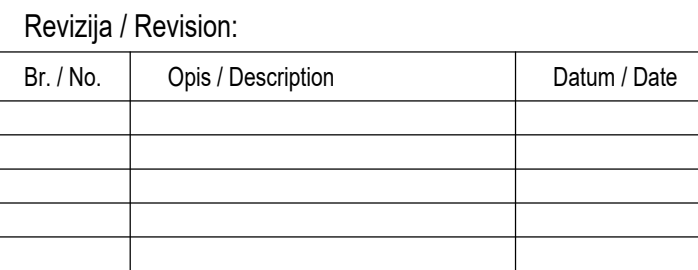 Revizija / Revision:
Br. / No. Opis / Description Datum / Date